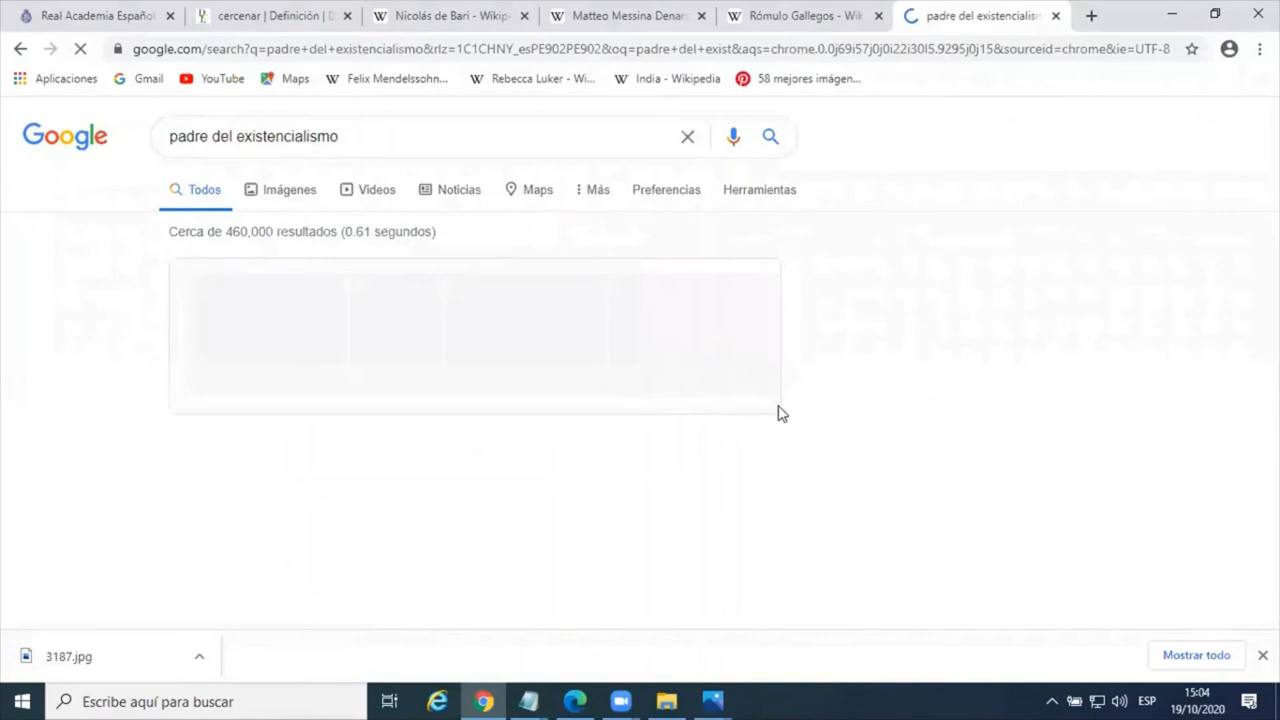 Real Academia Español
cercenar | Definición | D
Nicolás de Bari - Wikip
Matteo Messina Denar
Rómulo Gallegos - Wik
padre del existencialism
google.com/search?q=padre+del+existencialismo&rlz=1C1CHNY_esPE902PE902&oq=padre+del+exist&aqs=chrome.0.0j69i57j0j0i22i30l5.9295j0j15&sourceid=chrome&ie=UTF-8
Aplicaciones
Gmail
YouTube
Maps
Felix Mendelssohn...
Rebecca Luker - Wi...
India - Wikipedia
58 mejores imágen...
Google
padre del existencialismo
Todos
Imágenes
Videos
Noticias
Maps
Más
Preferencias
Herramientas
Cerca de 460,000 resultados (0.61 segundos)
3187.jpg
Mostrar todo
Escribe aquí para buscar
ESP
15:04
19/10/2020